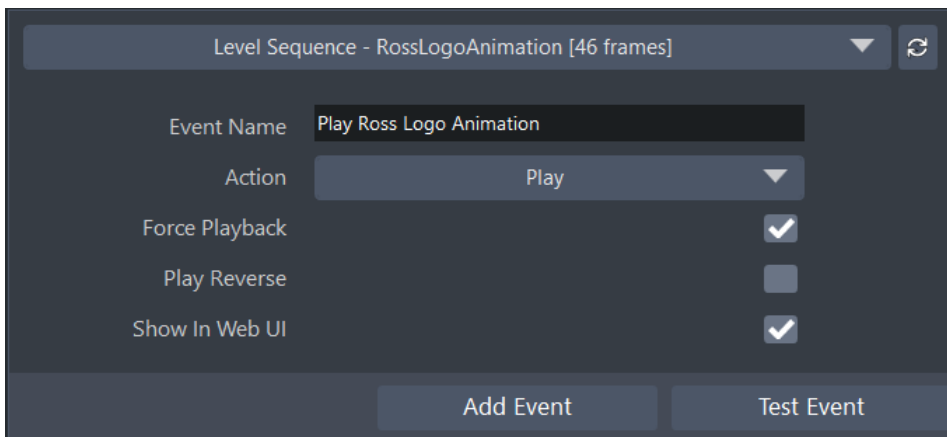 Level Sequence - RossLogoAnimation [46 frames]
Event Name Play Ross Logo Animation
Action Play
Force Playback
Play Reverse
Show In Web UI
Add Event Test Event